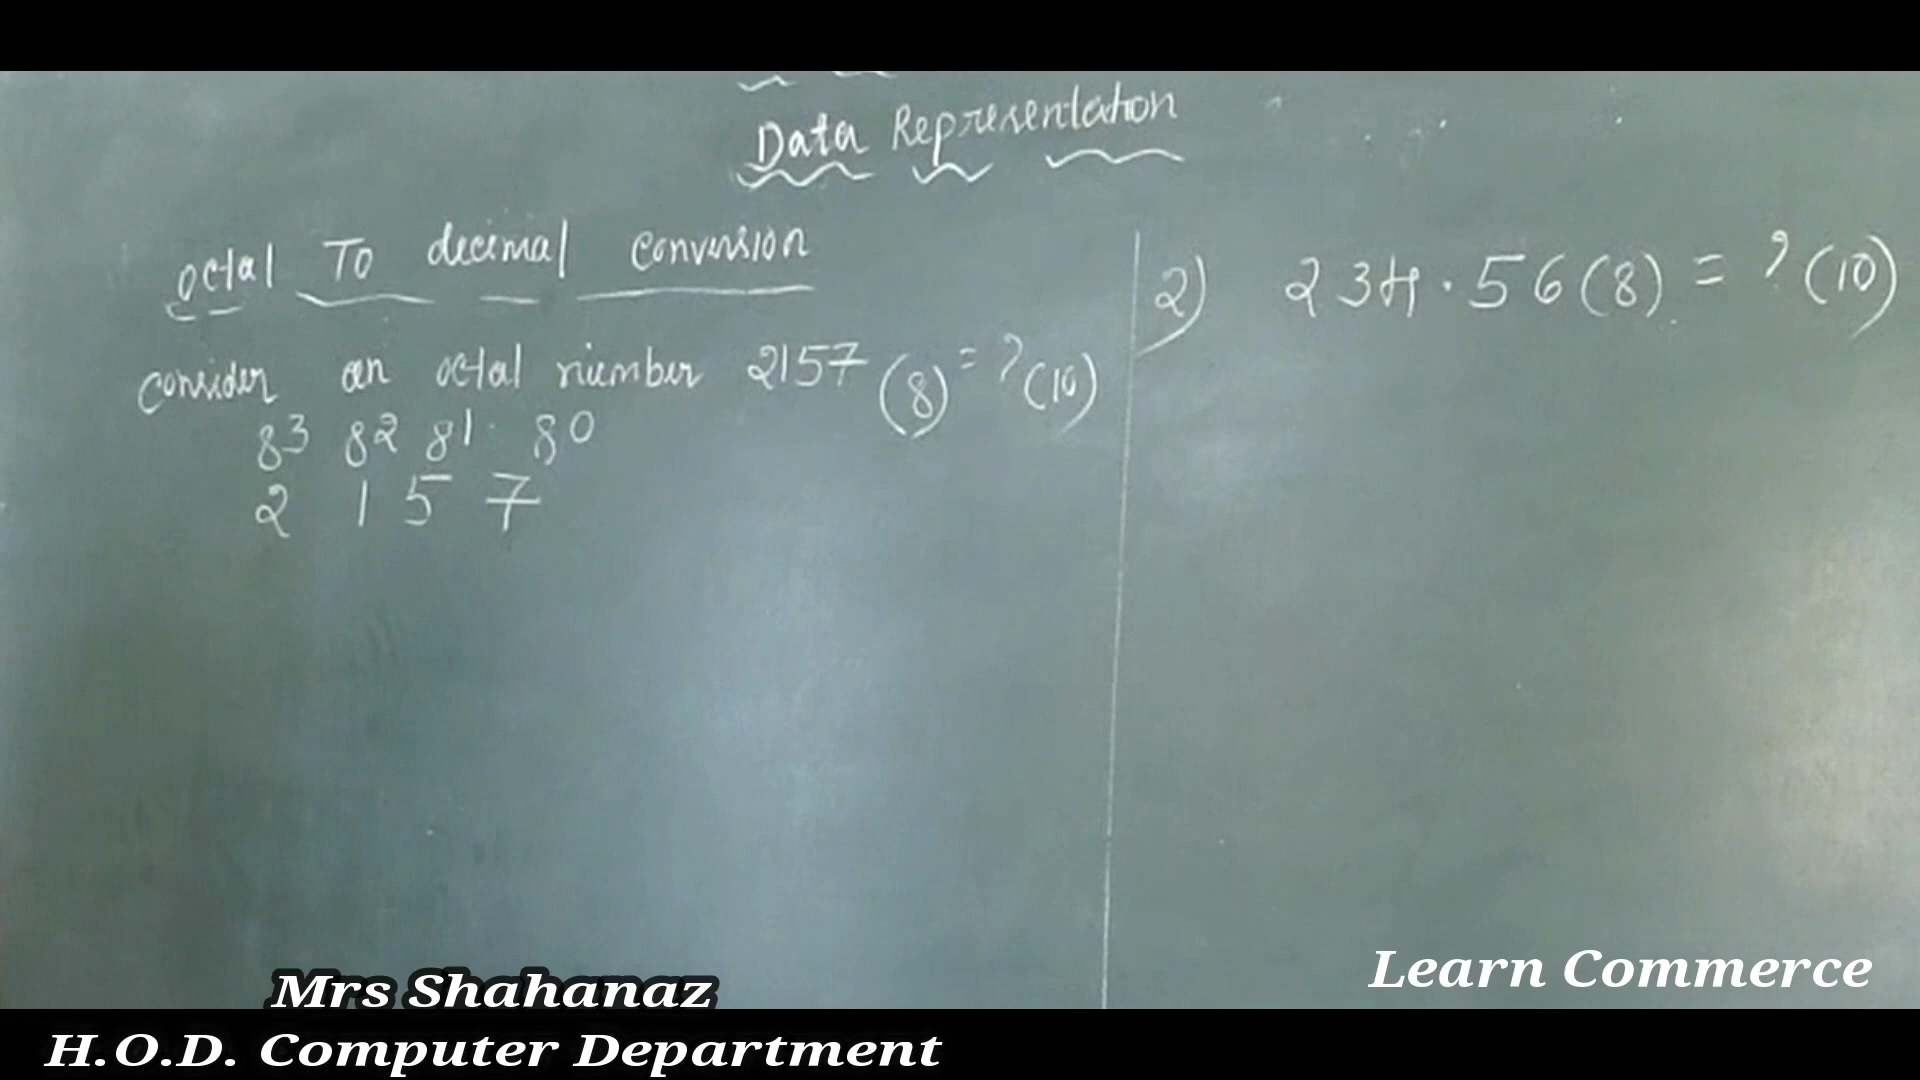 Data Representation
octal To decimal conversion
consider an octal number 2157 (8) = ? (10)
8³ 8² 8¹ 8⁰
2 1 5 7
2) 234.56(8) = ? (10)
Learn Commerce
Mrs Shahanaz
H.O.D. Computer Department